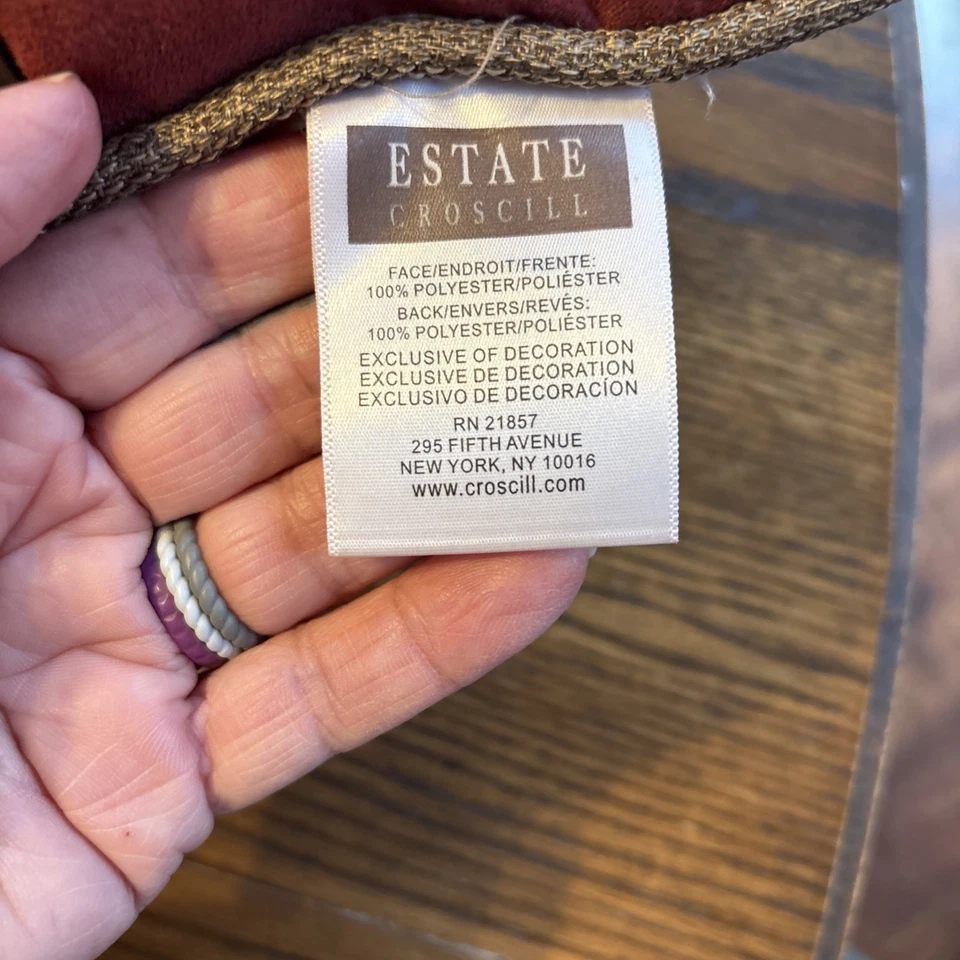 ESTATE
CROSCILL
FACE/ENDROIT/FRENTE:
100% POLYESTER/POLIÉSTER
BACK/ENVERS/REVÉS:
100% POLYESTER/POLIÉSTER
EXCLUSIVE OF DECORATION
EXCLUSIVE DE DECORATION
EXCLUSIVO DE DECORACÍON
RN 21857
295 FIFTH AVENUE
NEW YORK, NY 10016
www.croscill.com